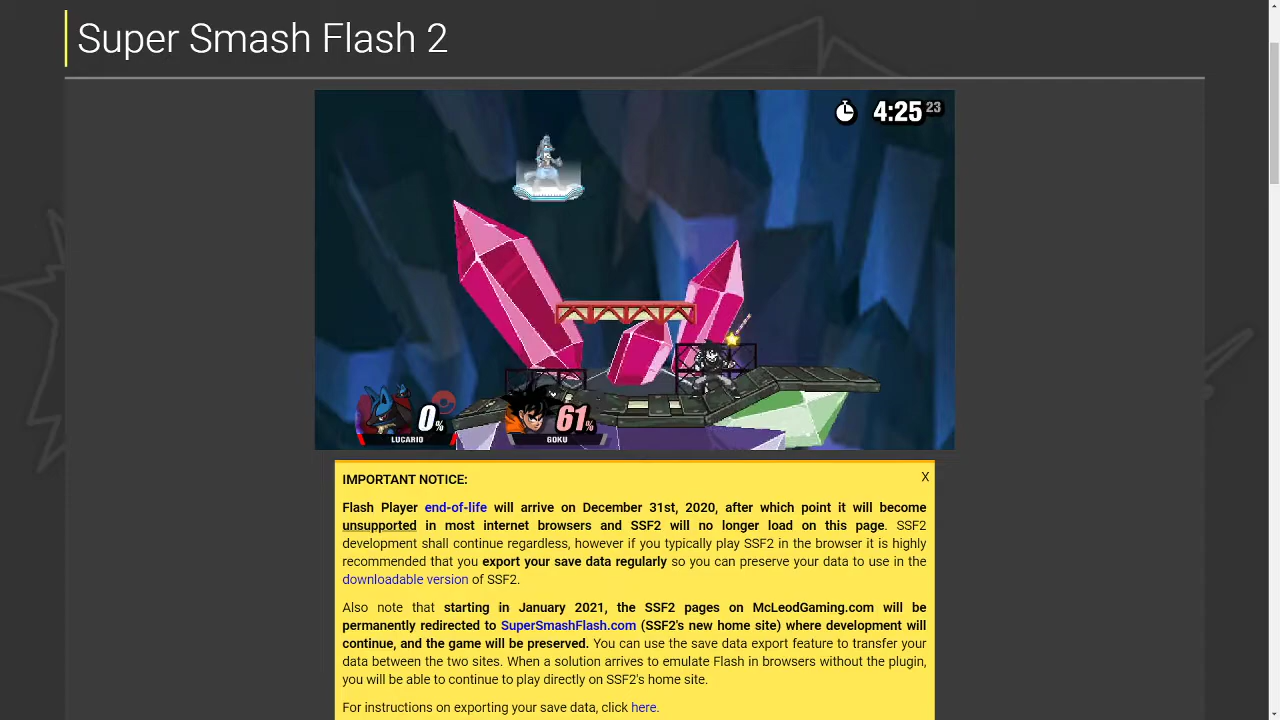 Super Smash Flash 2
4:25 23
0%
LUCARIO
61%
GOKU
IMPORTANT NOTICE:
X
Flash Player end-of-life will arrive on December 31st, 2020, after which point it will become
unsupported in most internet browsers and SSF2 will no longer load on this page. SSF2
development shall continue regardless, however if you typically play SSF2 in the browser it is highly
recommended that you export your save data regularly so you can preserve your data to use in the
downloadable version of SSF2.
Also note that starting in January 2021, the SSF2 pages on McLeodGaming.com will be
permanently redirected to SuperSmashFlash.com (SSF2's new home site) where development will
continue, and the game will be preserved. You can use the save data export feature to transfer your
data between the two sites. When a solution arrives to emulate Flash in browsers without the plugin,
you will be able to continue to play directly on SSF2's home site.
For instructions on exporting your save data, click here.